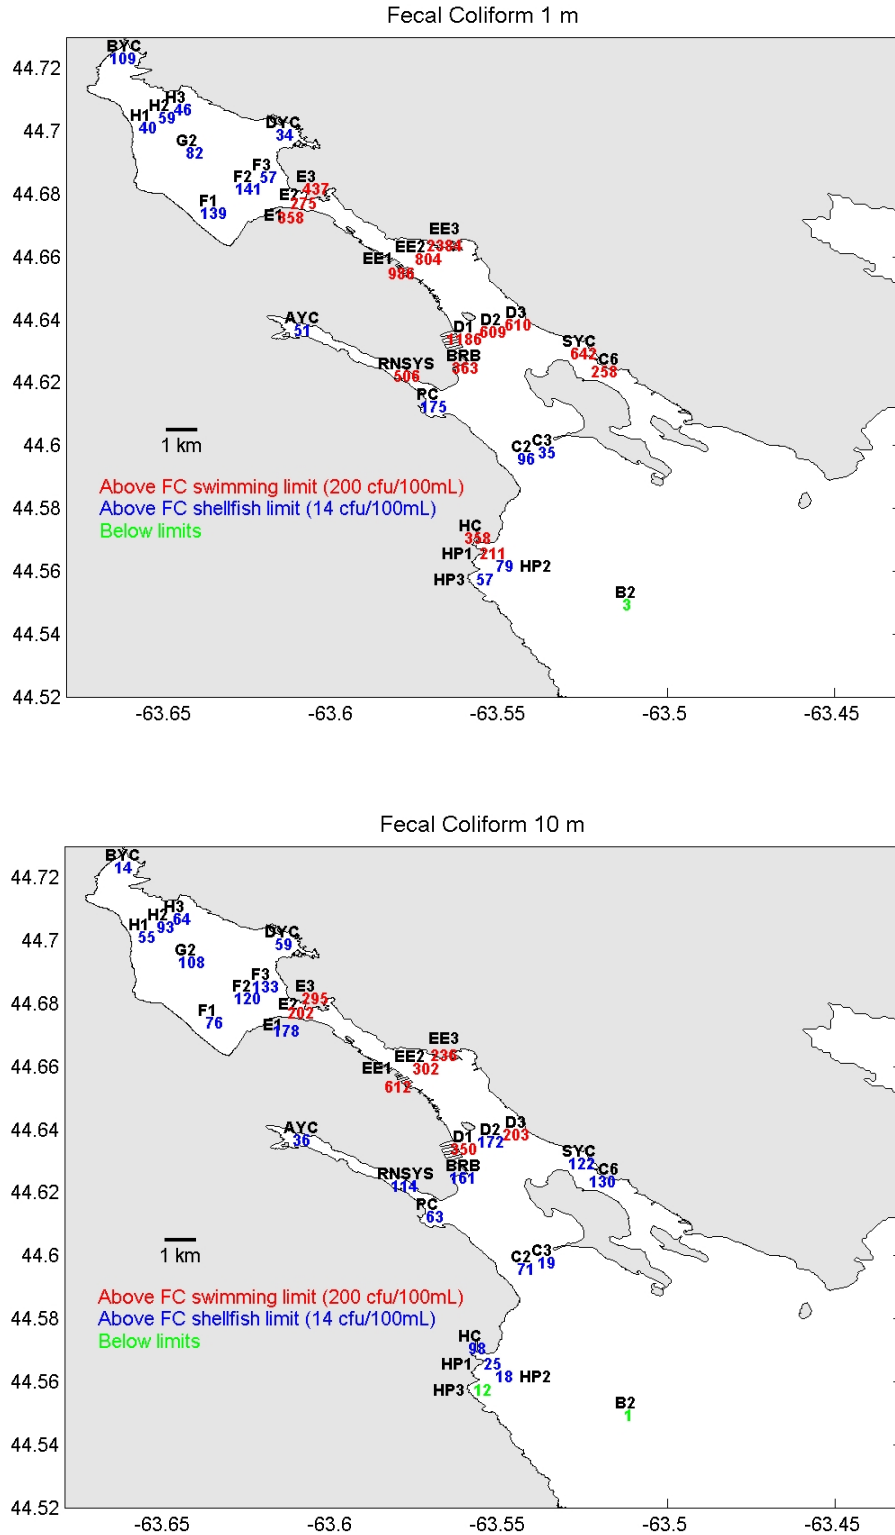 Fecal Coliform 1 m
44.72
BYC
109
H3
46
H2
59
H1
40
44.7
DYC
34
G2
82
F3
57
F2
141
E3
437
44.68
E2
275
F1
139
E1
858
EE3
2384
EE2
804
44.66
EE1
986
44.64
AYC
51
D3
610
D2
609
D1
1186
SYC
642
BRB
363
C6
258
RNSYS
506
44.62
RC
175
44.6
1 km
C3
35
C2
96
Above FC swimming limit (200 cfu/100mL)
44.58
Above FC shellfish limit (14 cfu/100mL)
Below limits
HC
358
HP1 211
44.56
79 HP2
HP3 57
B2
3
44.54
44.52
-63.65 -63.6 -63.55 -63.5 -63.45
Fecal Coliform 10 m
44.72
BYC
14
H3
64
H2
93
H1
55
44.7
DYC
59
G2
108
F3
133
F2
120
E3
295
44.68
E2
202
F1
76
E1
178
EE3
236
EE2
302
44.66
EE1
612
44.64
AYC
36
D3
203
D2
172
D1
350
SYC
122
BRB
161
C6
130
RNSYS
114
44.62
RC
63
44.6
1 km
C3
19
C2
71
Above FC swimming limit (200 cfu/100mL)
44.58
Above FC shellfish limit (14 cfu/100mL)
Below limits
HC
98
HP1 25
44.56
18 HP2
HP3 12
B2
1
44.54
44.52
-63.65 -63.6 -63.55 -63.5 -63.45